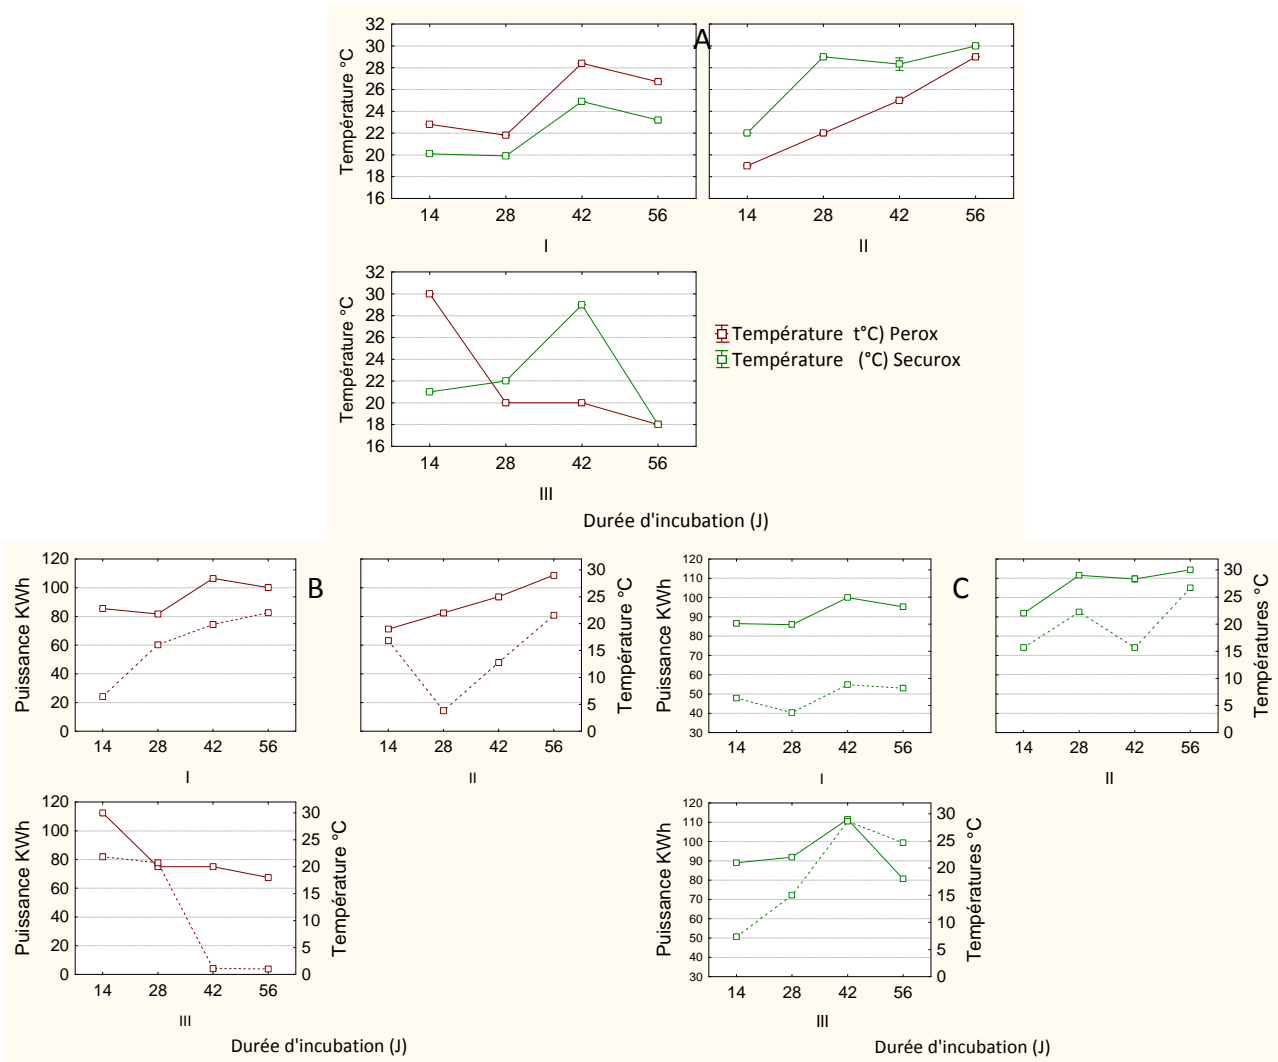 A
Température °C
32
30
28
26
24
22
20
18
16
14 28 42 56
I
14 28 42 56
II
Température °C
32
30
28
26
24
22
20
18
16
14 28 42 56
III
Température t°C) Perox
Température (°C) Securox
Durée d'incubation (J)
B
Puissance KWh
120
100
80
60
40
20
0
14 28 42 56
I
14 28 42 56
II
30
25
20
15
10
5
0
Température °C
Puissance KWh
120
100
80
60
40
20
0
14 28 42 56
III
30
25
20
15
10
5
0
Température °C
Durée d'incubation (J)
C
Puissance KWh
120
110
100
90
80
70
60
50
40
30
14 28 42 56
I
14 28 42 56
II
30
25
20
15
10
5
0
Températures °C
Puissance KWh
120
110
100
90
80
70
60
50
40
30
14 28 42 56
III
30
25
20
15
10
5
0
Températures °C
Durée d'incubation (J)